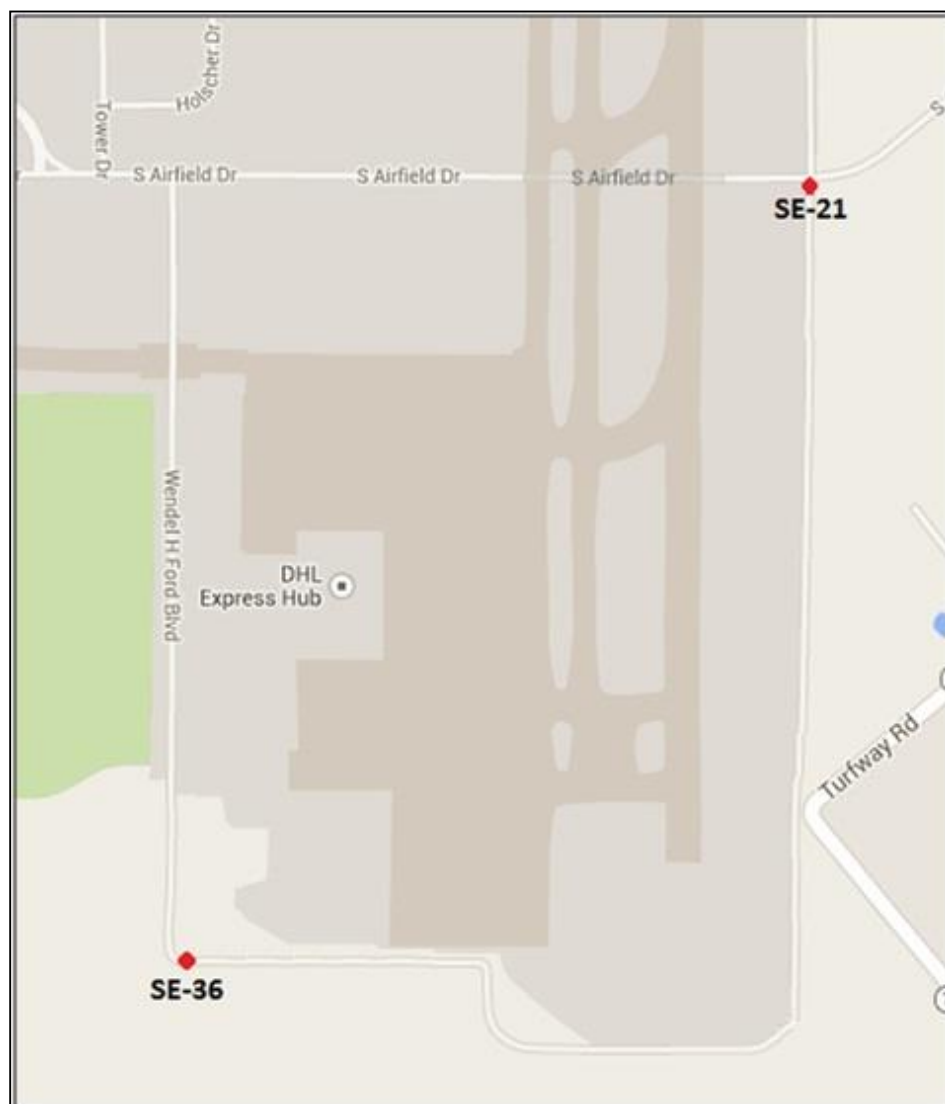 Holscher Dr
Tower Dr
S Airfield Dr
S Airfield Dr
S Airfield Dr
S
SE-21
Wendel H Ford Blvd
DHL
Express Hub
Turfway Rd
SE-36